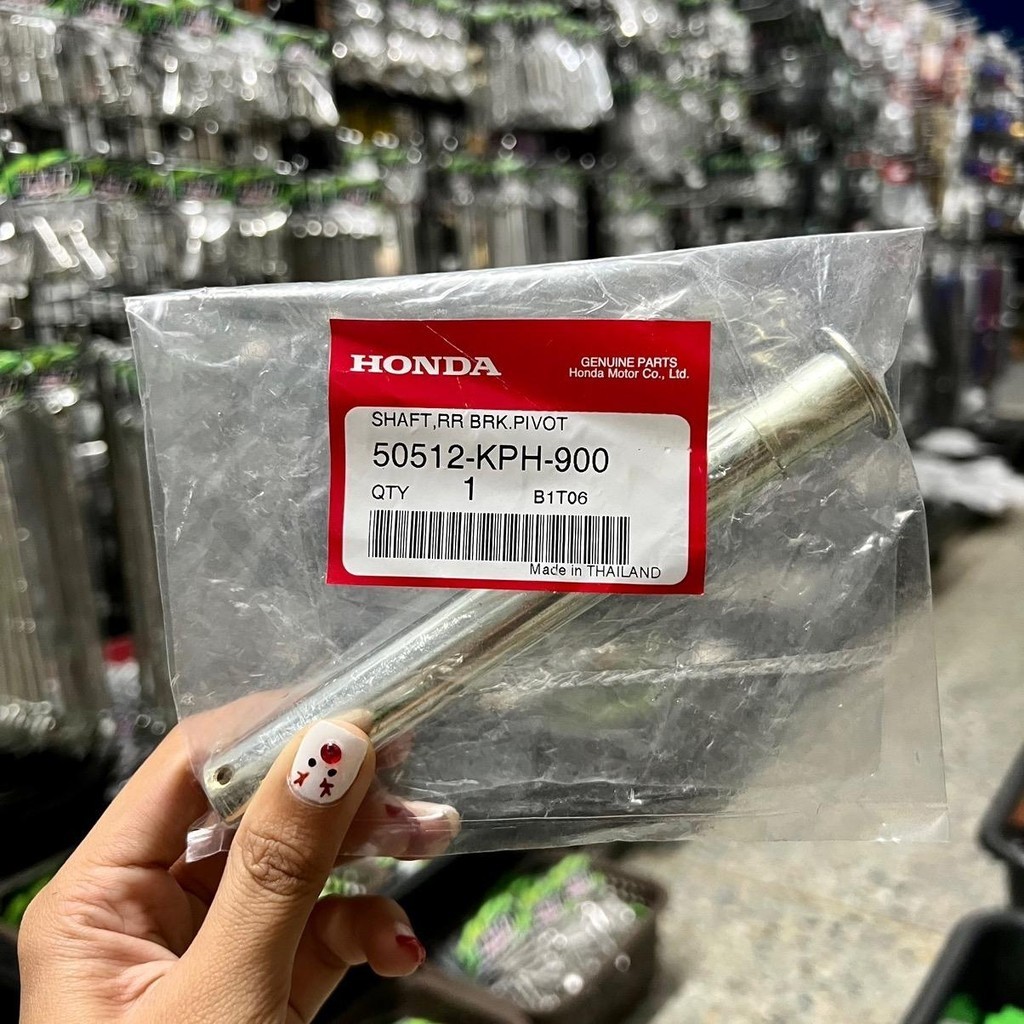 HONDA
GENUINE PARTS
Honda Motor Co., Ltd.
SHAFT,RR BRK.PIVOT
50512-KPH-900
QTY 1 B1T06
Made in THAILAND